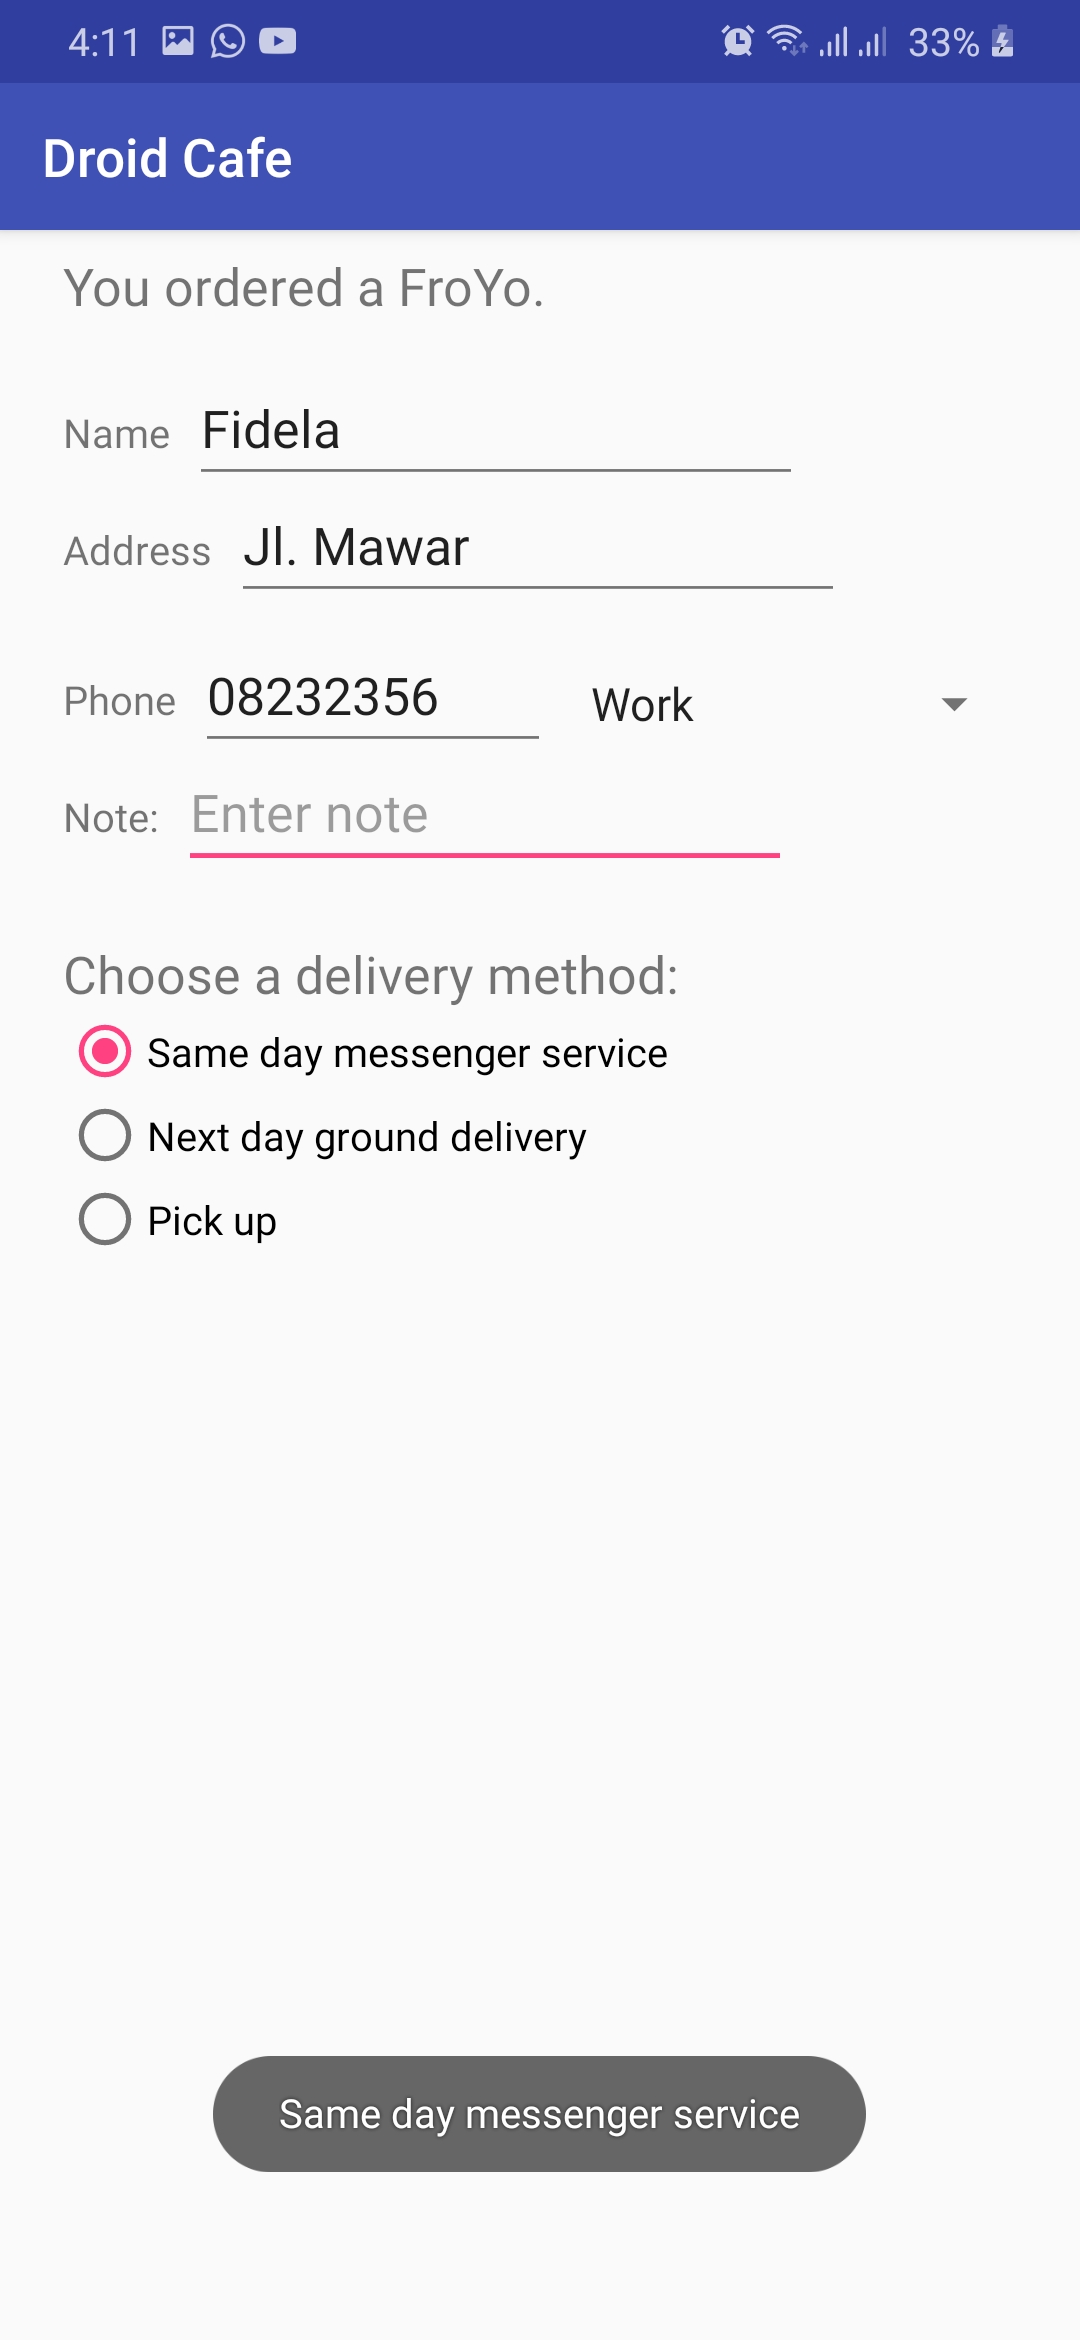 4:11 33%
Droid Cafe
You ordered a FroYo.
Name Fidela
Address Jl. Mawar
Phone 08232356 Work
Note: Enter note
Choose a delivery method:
Same day messenger service
Next day ground delivery
Pick up
Same day messenger service